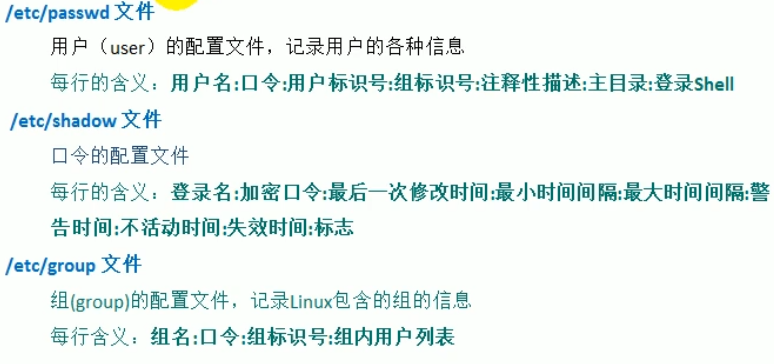 /etc/passwd 文件
用户（user）的配置文件，记录用户的各种信息
每行的含义：用户名:口令:用户标识号:组标识号:注释性描述:主目录:登录Shell
/etc/shadow 文件
口令的配置文件
每行的含义：登录名:加密口令:最后一次修改时间:最小时间间隔:最大时间间隔:警
告时间:不活动时间:失效时间:标志
/etc/group 文件
组(group)的配置文件，记录Linux包含的组的信息
每行含义：组名:口令:组标识号:组内用户列表